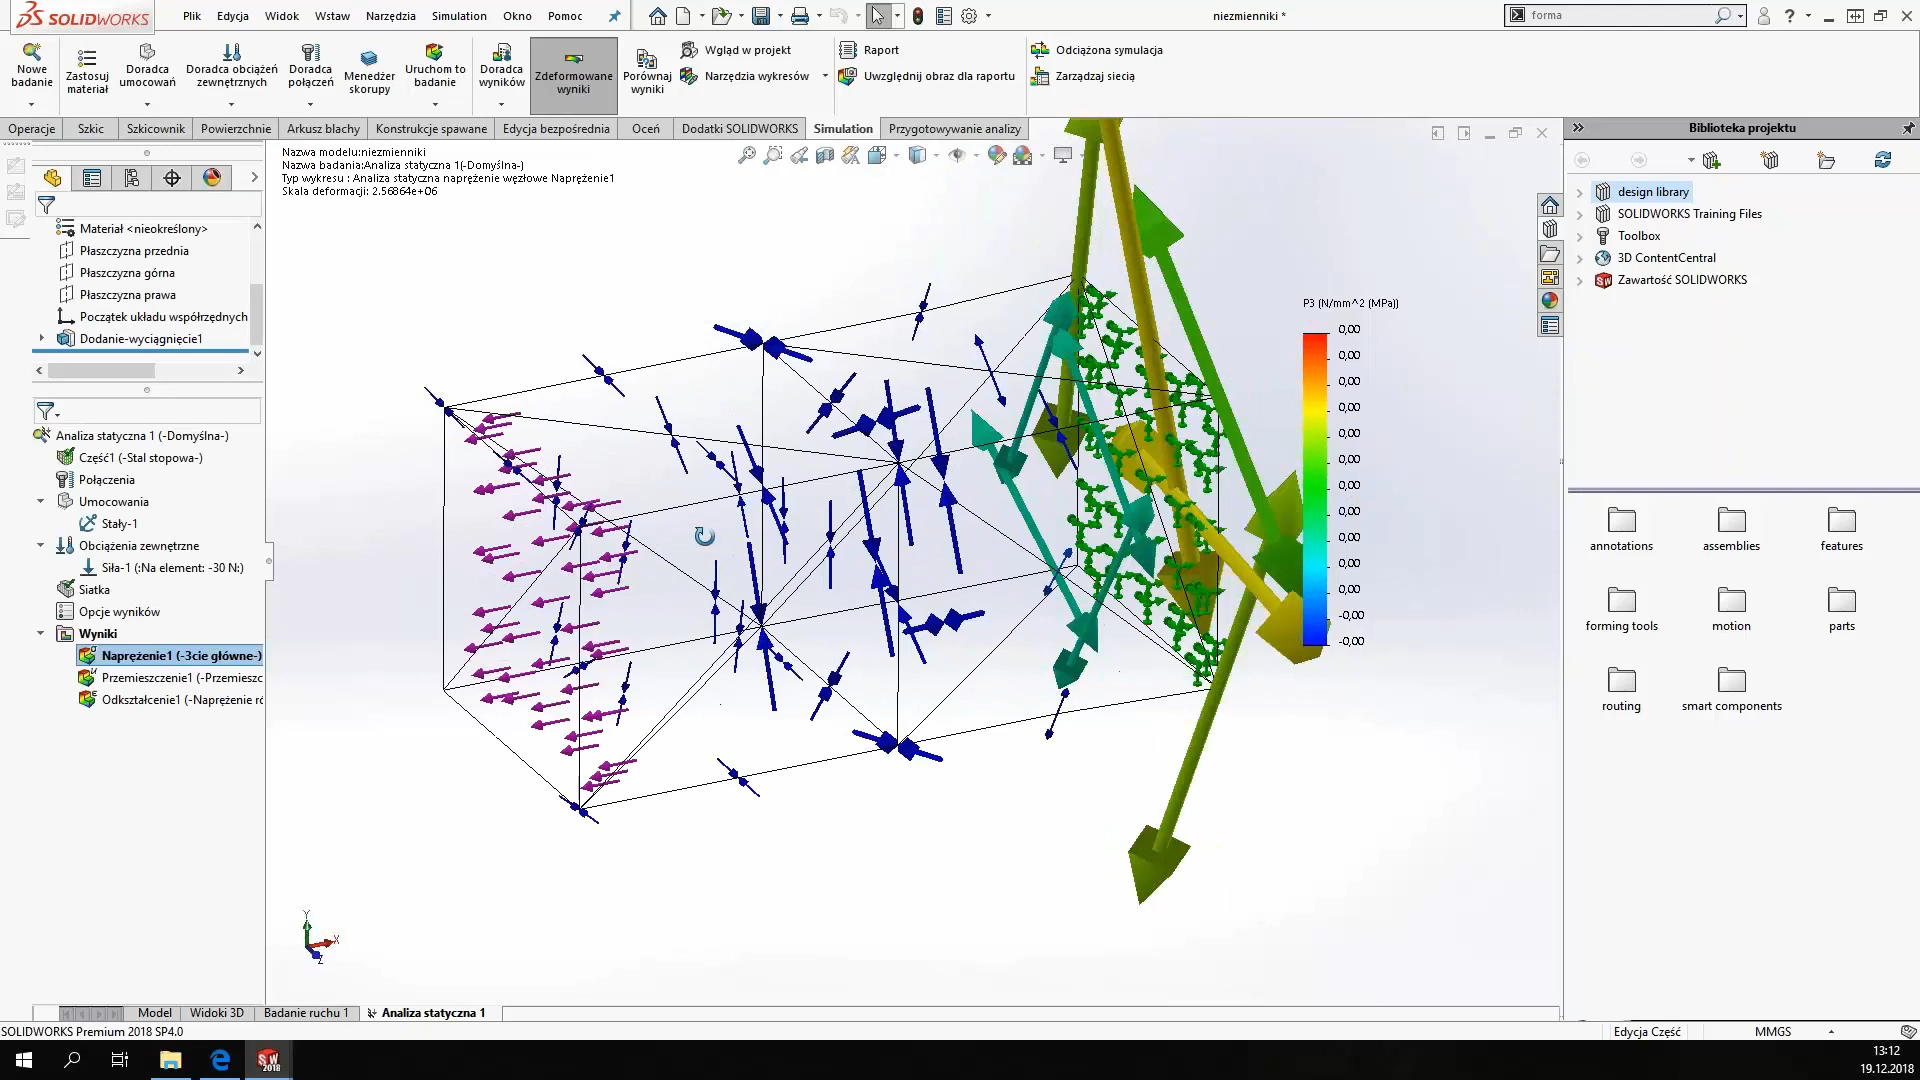 SOLIDWORKS
Plik Edycja Widok Wstaw Narzędzia Simulation Okno Pomoc
niezmienniki *
forma
Nowe badanie
Zastosuj materiał
Doradca umocowań
Doradca obciążeń zewnętrznych
Doradca połączeń
Menedżer skorupy
Uruchom to badanie
Doradca wyników
Zdeformowane wyniki
Porównaj wyniki
Wgląd w projekt
Narzędzia wykresów
Raport
Uwzględnij obraz dla raportu
Odciążona symulacja
Zarządzaj siecią
Operacje Szkic Szkicownik Powierzchnie Arkusz blachy Konstrukcje spawane Edycja bezpośrednia Oceń Dodatki SOLIDWORKS Simulation Przygotowywanie analizy
Nazwa modelu:niezmienniki
Nazwa badania:Analiza statyczna 1(-Domyślna-)
Typ wykresu : Analiza statyczna naprężenie węzłowe Naprężenie1
Skala deformacji: 2.56864e+06
Materiał <nieokreślony>
Płaszczyzna przednia
Płaszczyzna górna
Płaszczyzna prawa
Początek układu współrzędnych
Dodanie-wyciągnięcie1
Analiza statyczna 1 (-Domyślna-)
Część1 (-Stal stopowa-)
Połączenia
Umocowania
Stały-1
Obciążenia zewnętrzne
Siła-1 (:Na element: -30 N:)
Siatka
Opcje wyników
Wyniki
Naprężenie1 (-3cie główne-)
Przemieszczenie1 (-Przemieszc
Odkształcenie1 (-Naprężenie ró
P3 (N/mm^2 (MPa))
0,00
0,00
0,00
0,00
0,00
0,00
0,00
0,00
0,00
0,00
0,00
-0,00
-0,00
Y
X
Z
Biblioteka projektu
design library
SOLIDWORKS Training Files
Toolbox
3D ContentCentral
Zawartość SOLIDWORKS
annotations assemblies features
forming tools motion parts
routing smart components
Model Widoki 3D Badanie ruchu 1 Analiza statyczna 1
SOLIDWORKS Premium 2018 SP4.0
Edycja Część MMGS
SW 2018
13:12
19.12.2018